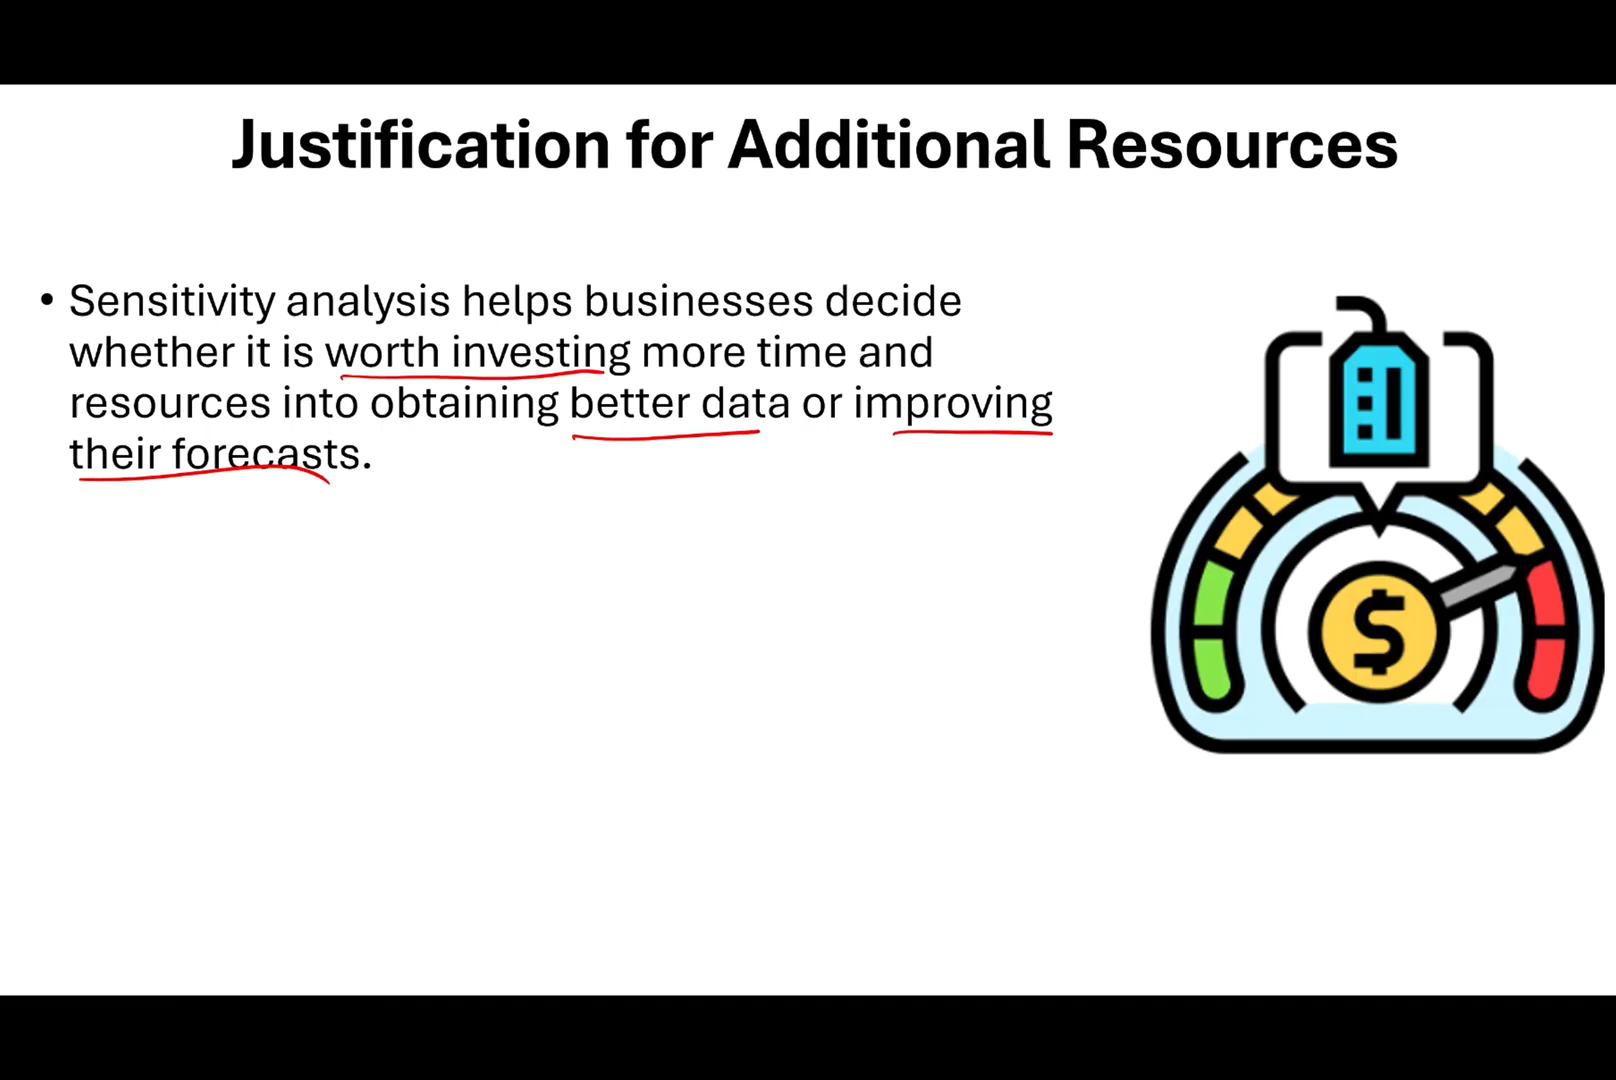 Justification for Additional Resources
• Sensitivity analysis helps businesses decide
whether it is worth investing more time and
resources into obtaining better data or improving
their forecasts.
$